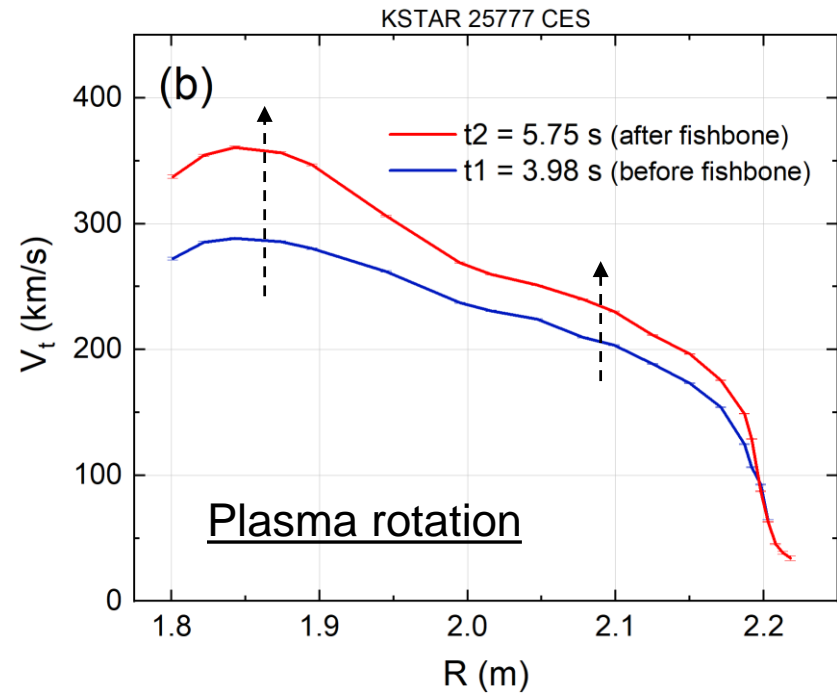 KSTAR 25777 CES
(b)
t2 = 5.75 s (after fishbone)
t1 = 3.98 s (before fishbone)
Plasma rotation
V_t (km/s)
400
300
200
100
0
1.8 1.9 2.0 2.1 2.2
R (m)